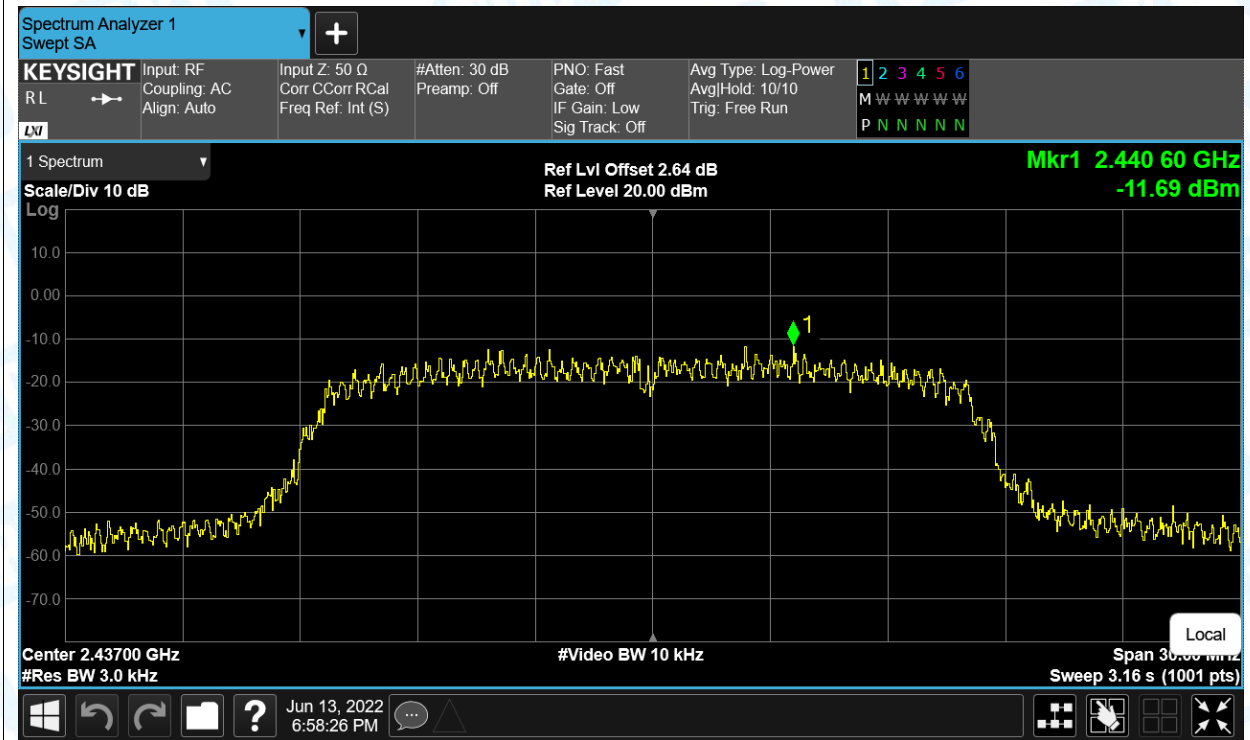 Spectrum Analyzer 1
Swept SA
+
KEYSIGHT
R L
LXI
Input: RF
Coupling: AC
Align: Auto
Input Z: 50 Ω
Corr CCorr RCal
Freq Ref: Int (S)
#Atten: 30 dB
Preamp: Off
PNO: Fast
Gate: Off
IF Gain: Low
Sig Track: Off
Avg Type: Log-Power
Avg|Hold: 10/10
Trig: Free Run
1 2 3 4 5 6
M W W W W W W
P N N N N N N
1 Spectrum
Scale/Div 10 dB
Log
Ref Lvl Offset 2.64 dB
Ref Level 20.00 dBm
Mkr1 2.440 60 GHz
-11.69 dBm
10.0
0.00
-10.0
-20.0
-30.0
-40.0
-50.0
-60.0
-70.0
1
Local
Center 2.43700 GHz
#Video BW 10 kHz
Span 30.00 MHz
#Res BW 3.0 kHz
Sweep 3.16 s (1001 pts)
?
Jun 13, 2022
6:58:26 PM